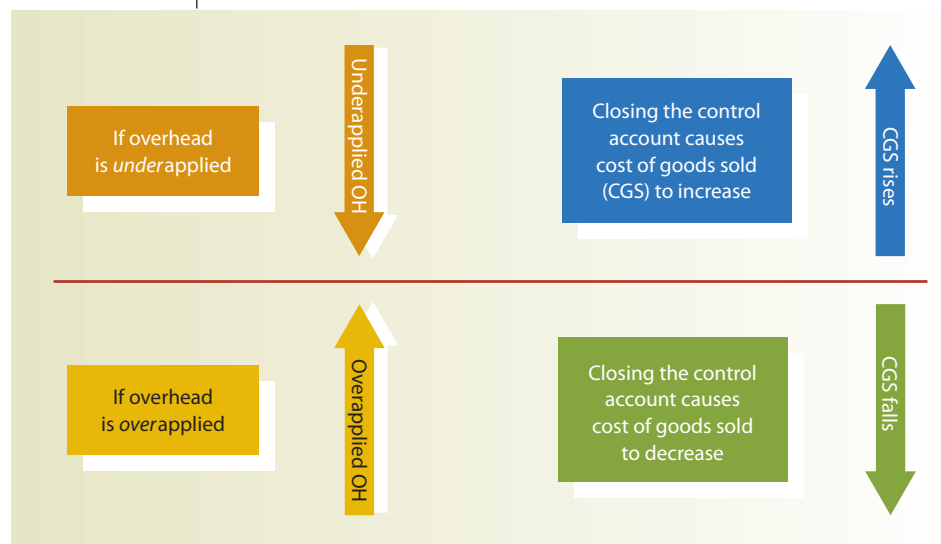 If overhead
is underapplied
Underapplied OH
Closing the control
account causes
cost of goods sold
(CGS) to increase
CGS rises
If overhead
is overapplied
Overapplied OH
Closing the control
account causes
cost of goods sold
to decrease
CGS falls